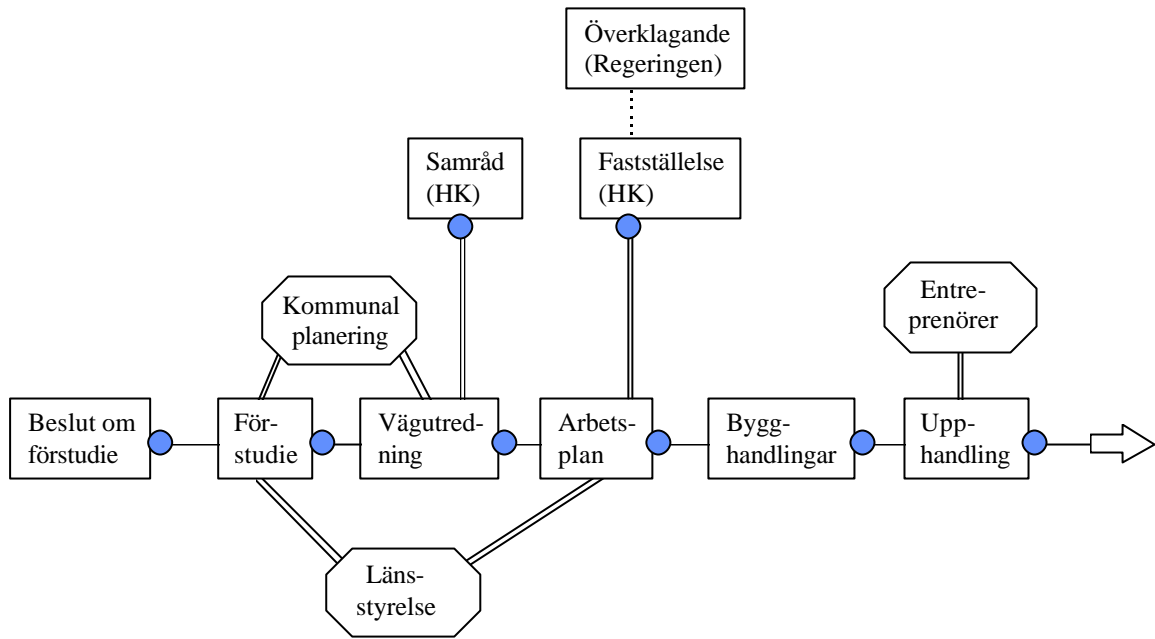 Överklagande
(Regeringen)
Samråd
(HK)
Fastställelse
(HK)
Kommunal
planering
Entre-
prenörer
Beslut om
förstudie
För-
studie
Vägutred-
ning
Arbets-
plan
Bygg-
handlingar
Upp-
handling
Läns-
styrelse